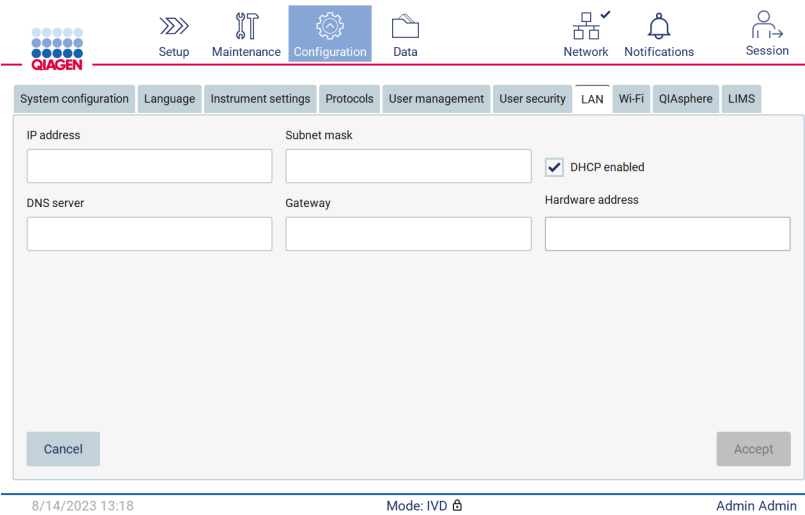 QIAGEN
Setup
Maintenance
Configuration
Data
Network
Notifications
Session
System configuration
Language
Instrument settings
Protocols
User management
User security
LAN
Wi-Fi
QIAsphere
LIMS
IP address
Subnet mask
DHCP enabled
DNS server
Gateway
Hardware address
Cancel
Accept
8/14/2023 13:18
Mode: IVD
Admin Admin